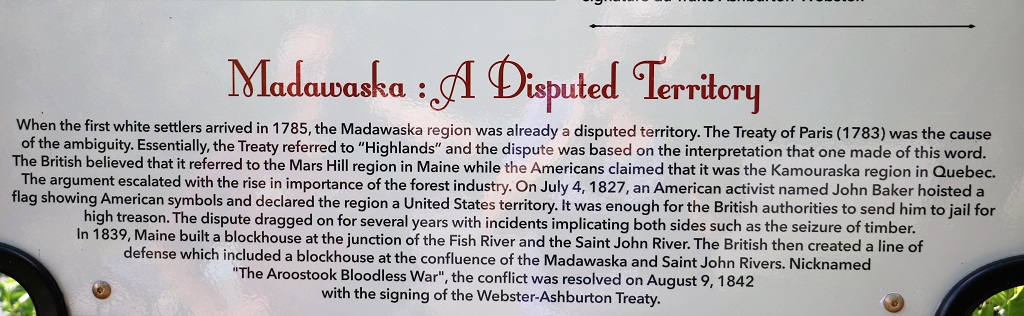 Madawaska : A Disputed Territory
When the first white settlers arrived in 1785, the Madawaska region was already a disputed territory. The Treaty of Paris (1783) was the cause
of the ambiguity. Essentially, the Treaty referred to "Highlands" and the dispute was based on the interpretation that one made of this word.
The British believed that it referred to the Mars Hill region in Maine while the Americans claimed that it was the Kamouraska region in Quebec.
The argument escalated with the rise in importance of the forest industry. On July 4, 1827, an American activist named John Baker hoisted a
flag showing American symbols and declared the region a United States territory. It was enough for the British authorities to send him to jail for
high treason. The dispute dragged on for several years with incidents implicating both sides such as the seizure of timber.
In 1839, Maine built a blockhouse at the junction of the Fish River and the Saint John River. The British then created a line of
defense which included a blockhouse at the confluence of the Madawaska and Saint John Rivers. Nicknamed
"The Aroostook Bloodless War", the conflict was resolved on August 9, 1842
with the signing of the Webster-Ashburton Treaty.